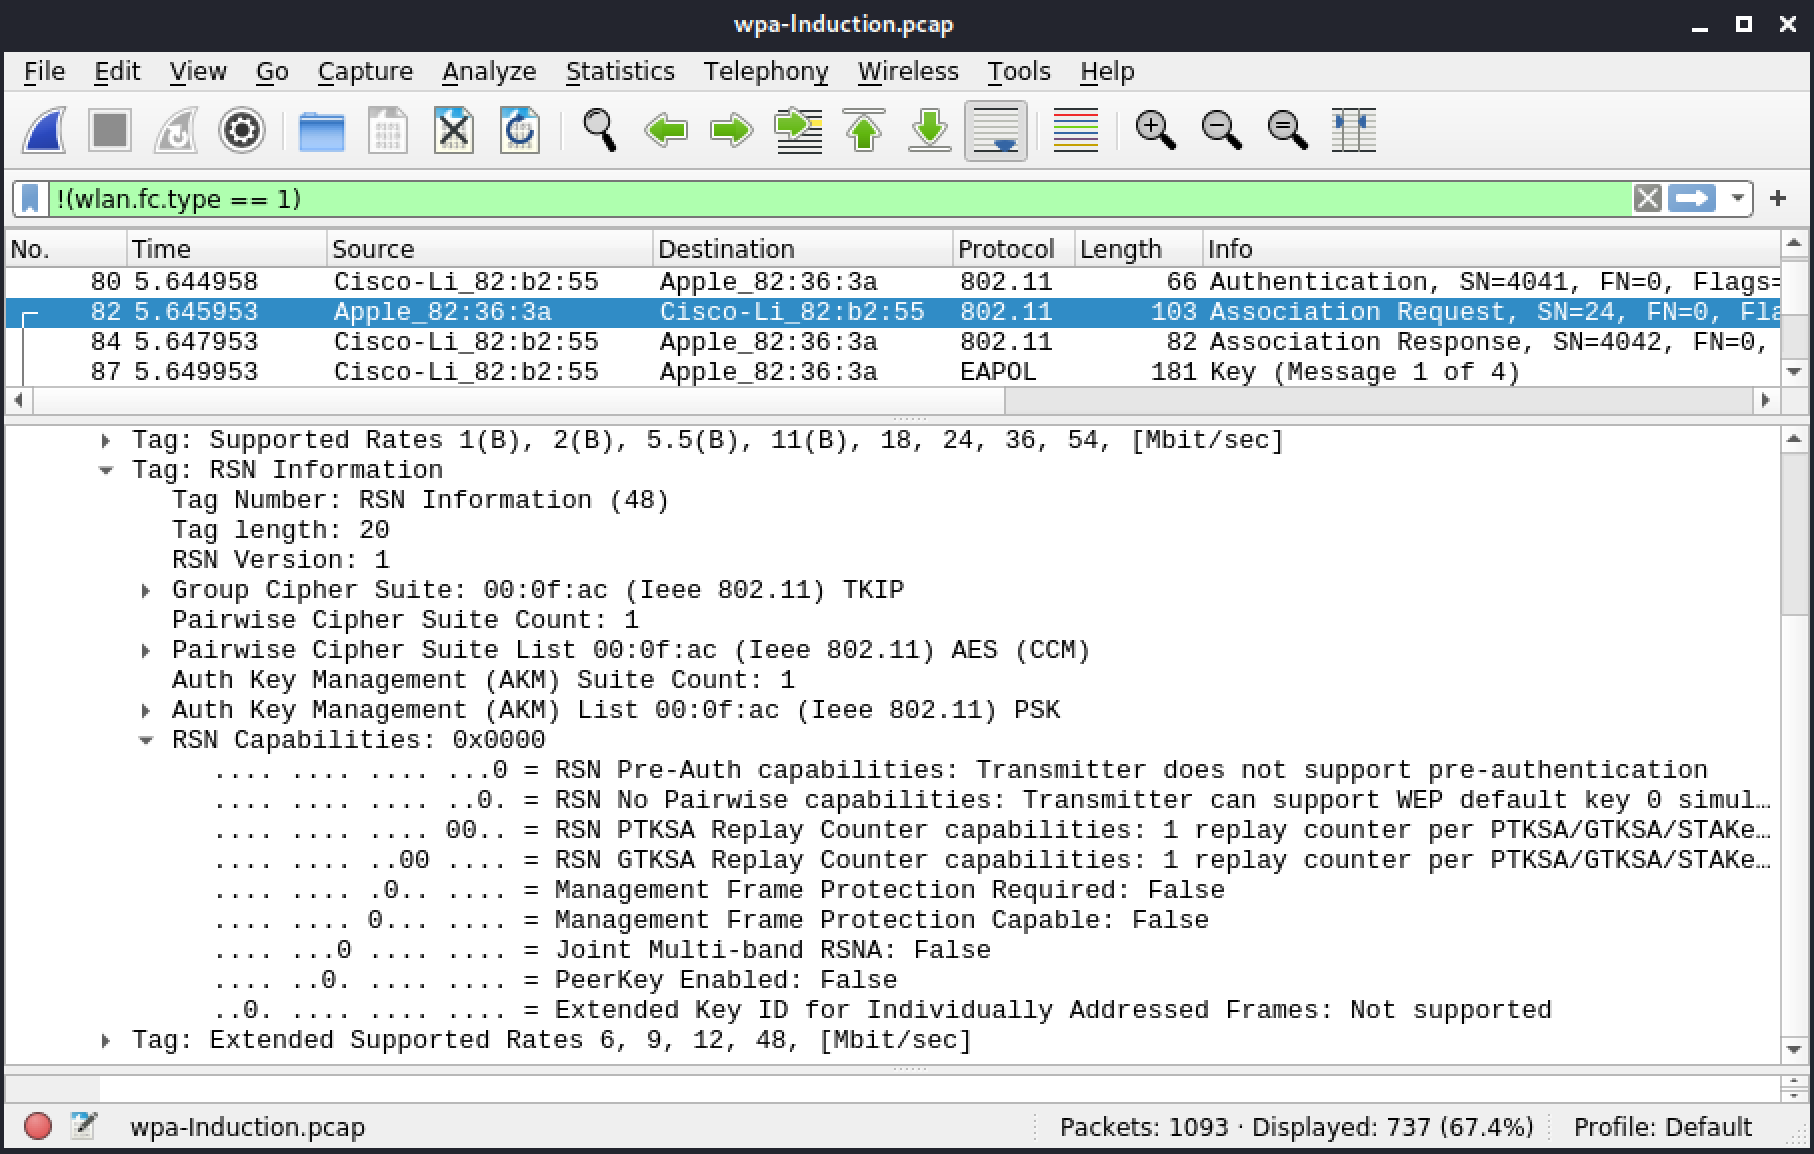 wpa-Induction.pcap
File Edit View Go Capture Analyze Statistics Telephony Wireless Tools Help
!(wlan.fc.type == 1)
No. Time Source Destination Protocol Length Info
80 5.644958 Cisco-Li_82:b2:55 Apple_82:36:3a 802.11 66 Authentication, SN=4041, FN=0, Flags=
82 5.645953 Apple_82:36:3a Cisco-Li_82:b2:55 802.11 103 Association Request, SN=24, FN=0, Fla
84 5.647953 Cisco-Li_82:b2:55 Apple_82:36:3a 802.11 82 Association Response, SN=4042, FN=0,
87 5.649953 Cisco-Li_82:b2:55 Apple_82:36:3a EAPOL 181 Key (Message 1 of 4)
Tag: Supported Rates 1(B), 2(B), 5.5(B), 11(B), 18, 24, 36, 54, [Mbit/sec]
Tag: RSN Information
Tag Number: RSN Information (48)
Tag length: 20
RSN Version: 1
Group Cipher Suite: 00:0f:ac (Ieee 802.11) TKIP
Pairwise Cipher Suite Count: 1
Pairwise Cipher Suite List 00:0f:ac (Ieee 802.11) AES (CCM)
Auth Key Management (AKM) Suite Count: 1
Auth Key Management (AKM) List 00:0f:ac (Ieee 802.11) PSK
RSN Capabilities: 0x0000
.... .... .... ...0 = RSN Pre-Auth capabilities: Transmitter does not support pre-authentication
.... .... .... ..0. = RSN No Pairwise capabilities: Transmitter can support WEP default key 0 simul…
.... .... .... 00.. = RSN PTKSA Replay Counter capabilities: 1 replay counter per PTKSA/GTKSA/STAKe…
.... .... ..00 .... = RSN GTKSA Replay Counter capabilities: 1 replay counter per PTKSA/GTKSA/STAKe…
.... .... .0.. .... = Management Frame Protection Required: False
.... .... 0... .... = Management Frame Protection Capable: False
.... ...0 .... .... = Joint Multi-band RSNA: False
.... ..0. .... .... = PeerKey Enabled: False
..0. .... .... .... = Extended Key ID for Individually Addressed Frames: Not supported
Tag: Extended Supported Rates 6, 9, 12, 48, [Mbit/sec]
wpa-Induction.pcap Packets: 1093 · Displayed: 737 (67.4%) Profile: Default